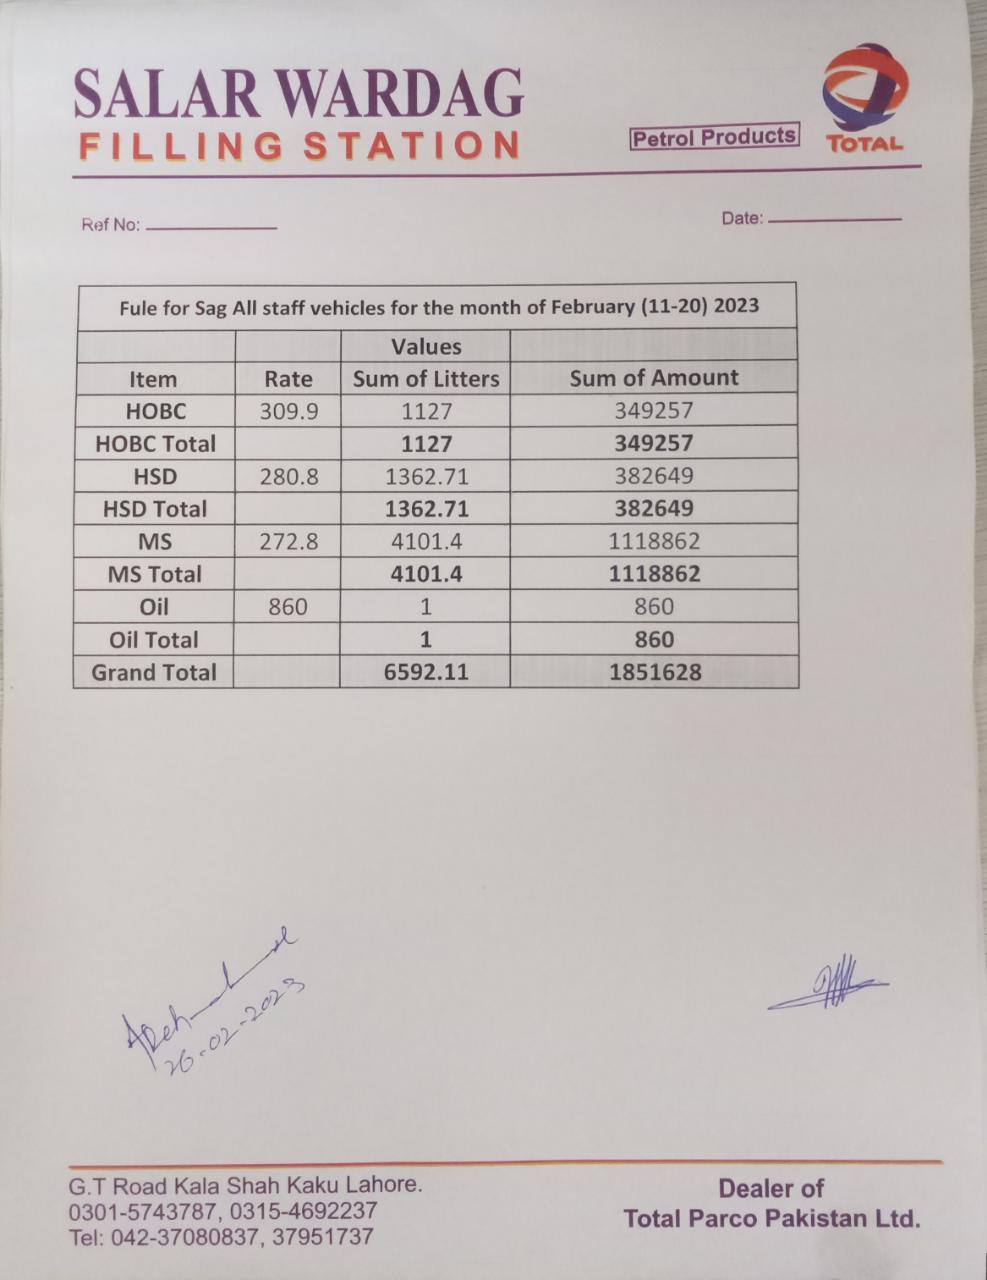 SALAR WARDAG
FILLING STATION
Petrol Products
TOTAL
Ref No:
Date:
Fule for Sag All staff vehicles for the month of February (11-20) 2023
Values
Item Rate Sum of Litters Sum of Amount
HOBC 309.9 1127 349257
HOBC Total 1127 349257
HSD 280.8 1362.71 382649
HSD Total 1362.71 382649
MS 272.8 4101.4 1118862
MS Total 4101.4 1118862
Oil 860 1 860
Oil Total 1 860
Grand Total 6592.11 1851628
26-02-2023
G.T Road Kala Shah Kaku Lahore.
0301-5743787, 0315-4692237
Tel: 042-37080837, 37951737
Dealer of
Total Parco Pakistan Ltd.